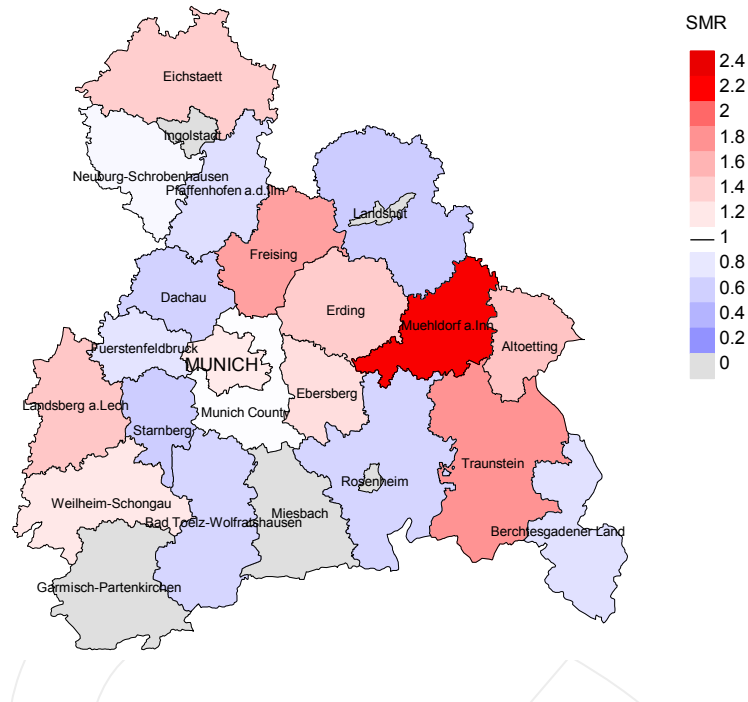 SMR
2.4
2.2
2
1.8
1.6
1.4
1.2
1
0.8
0.6
0.4
0.2
0
Eichstaett
Ingolstadt
Neuburg-Schrobenhausen
Pfaffenhofen a.d.Ilm
Landshut
Freising
Dachau
Erding
Muehldorf a.Inn
Altoetting
Fuerstenfeldbruck
MUNICH
Ebersberg
Landsberg a.Lech
Munich County
Starnberg
Traunstein
Rosenheim
Weilheim-Schongau
Miesbach
Bad Toelz-Wolfratshausen
Berchtesgadener Land
Garmisch-Partenkirchen